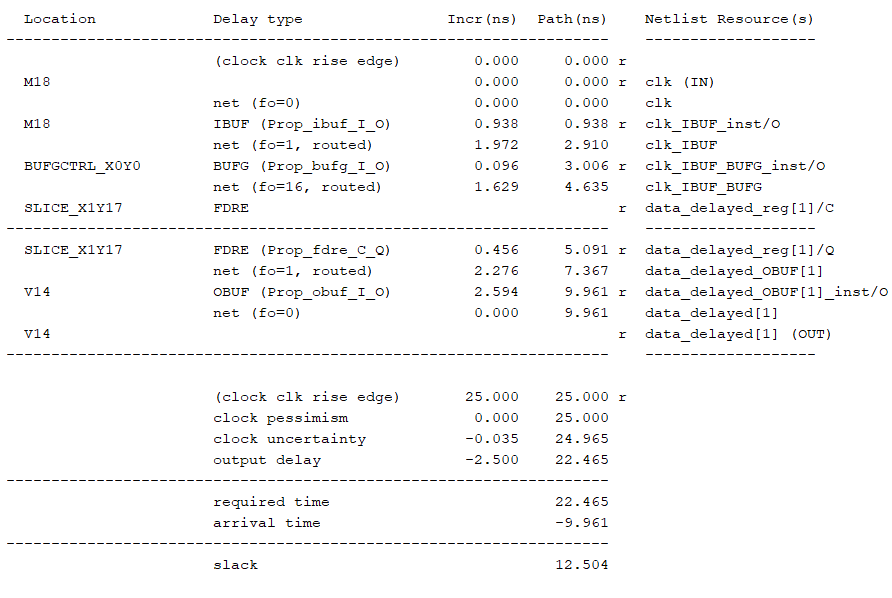 Location Delay type Incr(ns) Path(ns) Netlist Resource(s)
------------------------------------------------------------------- -------------------
(clock clk rise edge) 0.000 0.000 r
M18 0.000 0.000 r clk (IN)
net (fo=0) 0.000 0.000 clk
M18 IBUF (Prop_ibuf_I_O) 0.938 0.938 r clk_IBUF_inst/O
net (fo=1, routed) 1.972 2.910 clk_IBUF
BUFGCTRL_X0Y0 BUFG (Prop_bufg_I_O) 0.096 3.006 r clk_IBUF_BUFG_inst/O
net (fo=16, routed) 1.629 4.635 clk_IBUF_BUFG
SLICE_X1Y17 FDRE r data_delayed_reg[1]/C
------------------------------------------------------------------- -------------------
SLICE_X1Y17 FDRE (Prop_fdre_C_Q) 0.456 5.091 r data_delayed_reg[1]/Q
net (fo=1, routed) 2.276 7.367 data_delayed_OBUF[1]
V14 OBUF (Prop_obuf_I_O) 2.594 9.961 r data_delayed_OBUF[1]_inst/O
net (fo=0) 0.000 9.961 data_delayed[1]
V14 r data_delayed[1] (OUT)
------------------------------------------------------------------- -------------------
(clock clk rise edge) 25.000 25.000 r
clock pessimism 0.000 25.000
clock uncertainty -0.035 24.965
output delay -2.500 22.465
-------------------------------------------------------------------
required time 22.465
arrival time -9.961
-------------------------------------------------------------------
slack 12.504